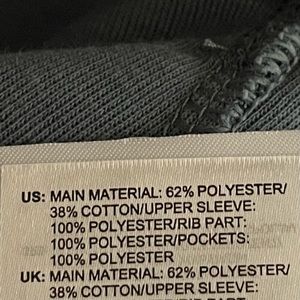 US: MAIN MATERIAL: 62% POLYESTER/
38% COTTON/UPPER SLEEVE:
100% POLYESTER/RIB PART:
100% POLYESTER/POCKETS:
100% POLYESTER
UK: MAIN MATERIAL: 62% POLYESTER/
38% COTTON/UPPER SLEEVE: